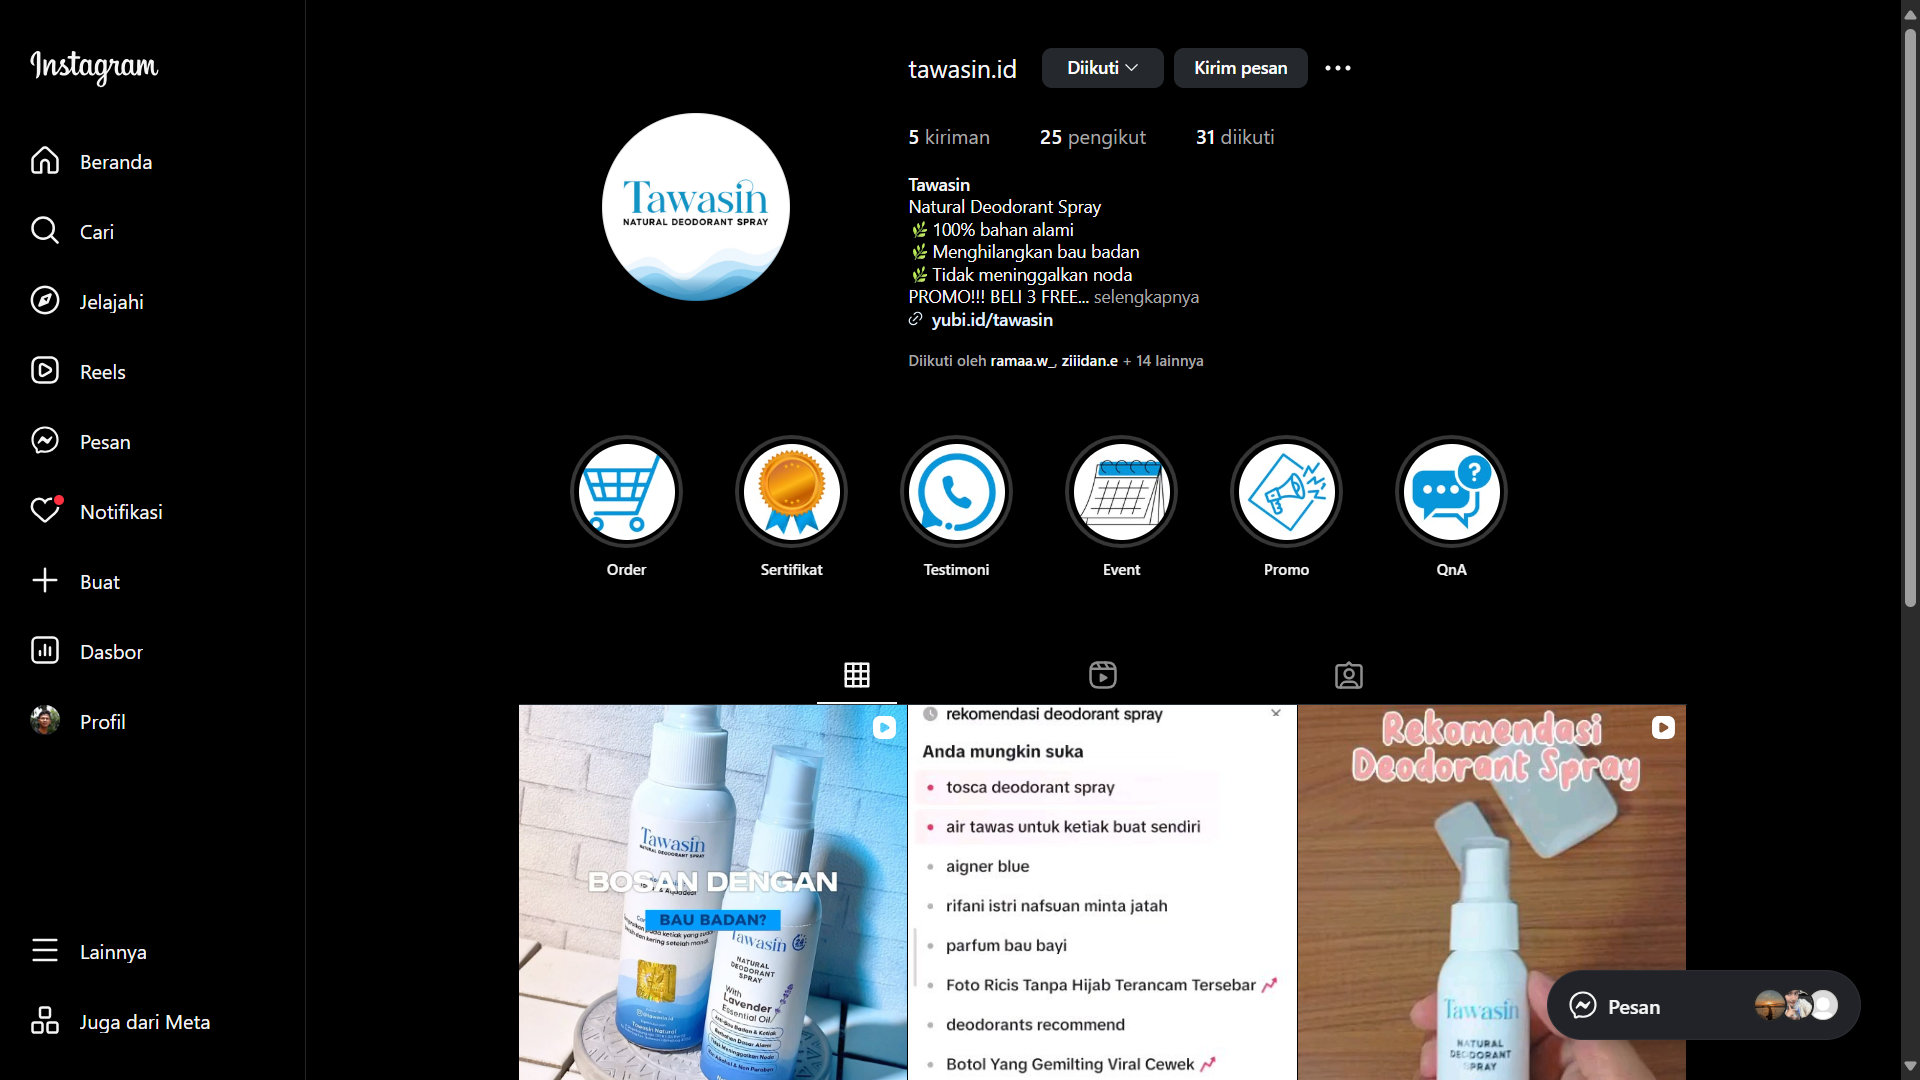 Instagram
Beranda
Cari
Jelajahi
Reels
Pesan
Notifikasi
Buat
Dasbor
Profil
Lainnya
Juga dari Meta
tawasin.id
Diikuti
Kirim pesan
5 kiriman
25 pengikut
31 diikuti
Tawasin
NATURAL DEODORANT SPRAY
Tawasin
Natural Deodorant Spray
🌿 100% bahan alami
🌿 Menghilangkan bau badan
🌿 Tidak meninggalkan noda
PROMO!!! BELI 3 FREE... selengkapnya
yubi.id/tawasin
Diikuti oleh ramaa.w_, ziiidan.e + 14 lainnya
Order
Sertifikat
Testimoni
Event
Promo
QnA
Tawasin
NATURAL DEODORANT SPRAY
BOSAN DENGAN
BAU BADAN?
Tawasin
NATURAL
DEODORANT
SPRAY
With
Lavender
Essential Oil
rekomendasi deodorant spray
Anda mungkin suka
tosca deodorant spray
air tawas untuk ketiak buat sendiri
aigner blue
rifani istri nafsuan minta jatah
parfum bau bayi
Foto Ricis Tanpa Hijab Terancam Tersebar
deodorants recommend
Botol Yang Gemilting Viral Cewek
Rekomendasi
Deodorant Spray
Tawasin
NATURAL
DEODORANT
SPRAY
Pesan